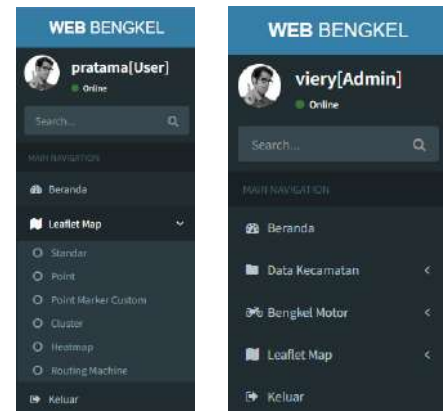 WEB BENGKEL
pratama[User]
Online
Search...
MAIN NAVIGATION
Beranda
Leaflet Map
Standar
Point
Point Marker Custom
Cluster
Heatmap
Routing Machine
Keluar
WEB BENGKEL
viery[Admin]
Online
Search...
MAIN NAVIGATION
Beranda
Data Kecamatan
Bengkel Motor
Leaflet Map
Keluar